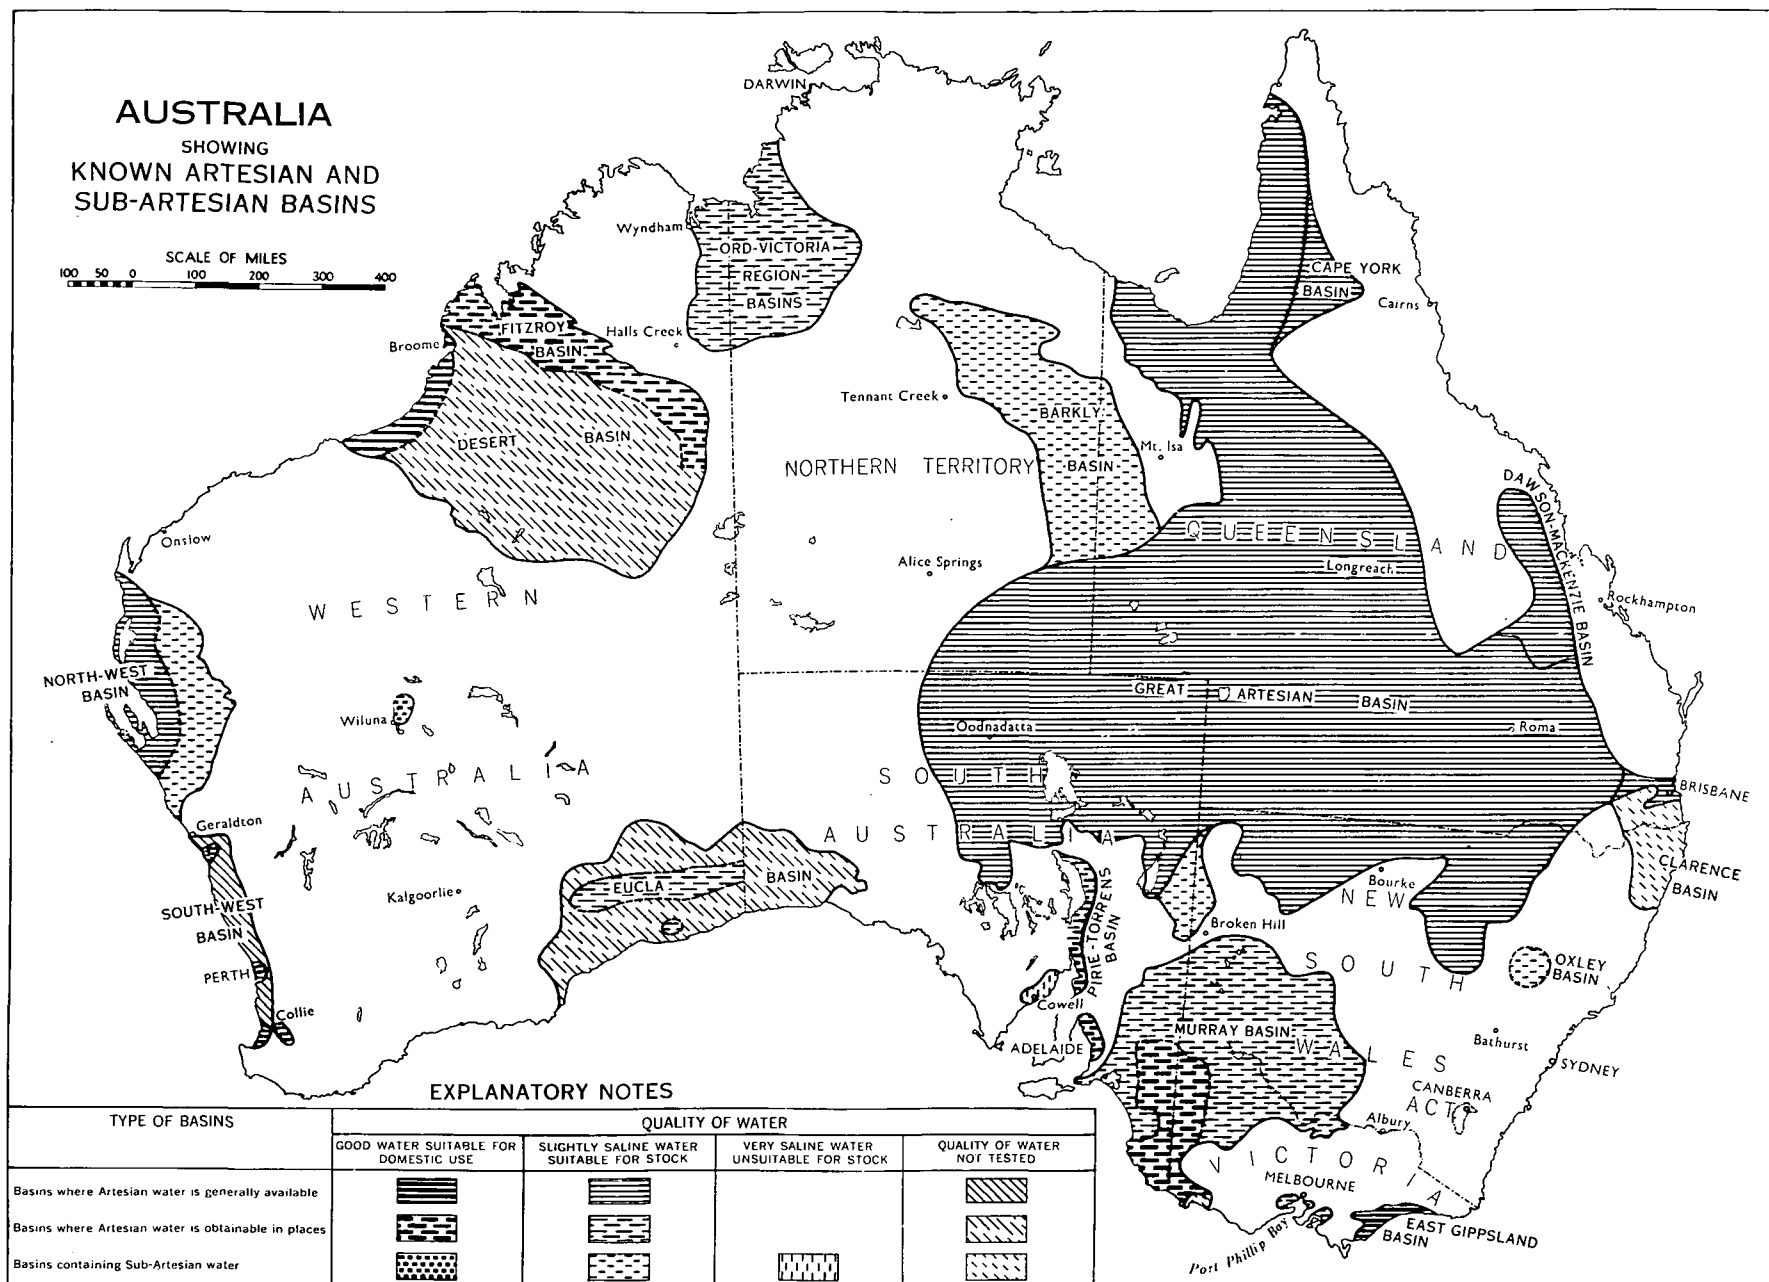 AUSTRALIA
SHOWING
KNOWN ARTESIAN AND
SUB-ARTESIAN BASINS
SCALE OF MILES
100 50 0 100 200 300 400
DARWIN
Wyndham
ORD-VICTORIA
REGION
BASINS
CAPE YORK
BASIN
Cairns
FITZROY
BASIN
Halls Creek
Broome
Tennant Creek
BARKLY
BASIN
Mt. Isa
DESERT BASIN
NORTHERN TERRITORY
DAWSON-MACKENZIE BASIN
QUEENSLAND
Onslow
Alice Springs
Longreach
Rockhampton
WESTERN
NORTH-WEST
BASIN
GREAT ARTESIAN BASIN
Wiluna
Oodnadatta
Roma
AUSTRALIA
SOUTH
BRISBANE
Geraldton
AUSTRALIA
CLARENCE
BASIN
EUCLA BASIN
Kalgoorlie
Bourke
NEW
SOUTH-WEST
BASIN
PIRIE-TORRENS
BASIN
Broken Hill
OXLEY
BASIN
SOUTH
PERTH
Cowell
Collie
MURRAY BASIN
WALES
Bathurst
SYDNEY
ADELAIDE
CANBERRA
ACT
Albury
VICTORIA
MELBOURNE
EAST GIPPSLAND
BASIN
Port Phillip Bay
EXPLANATORY NOTES
TYPE OF BASINS
QUALITY OF WATER
GOOD WATER SUITABLE FOR
DOMESTIC USE
SLIGHTLY SALINE WATER
SUITABLE FOR STOCK
VERY SALINE WATER
UNSUITABLE FOR STOCK
QUALITY OF WATER
NOT TESTED
Basins where Artesian water is generally available
Basins where Artesian water is obtainable in places
Basins containing Sub-Artesian water